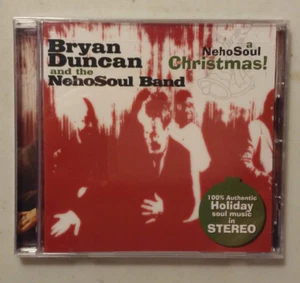 Bryan
Duncan
and the
NehoSoul Band
a
NehoSoul
Christmas!
100% Authentic
Holiday
soul music
in
STEREO